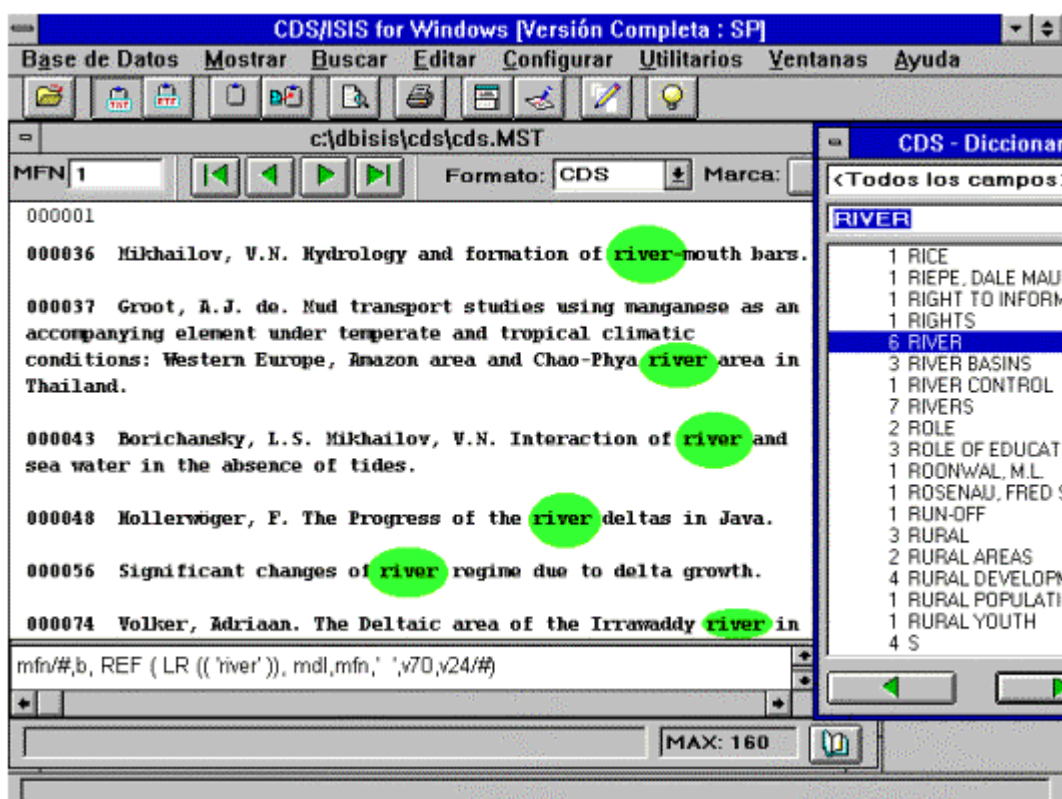 CDS/ISIS for Windows [Versión Completa : SP]
Base de Datos Mostrar Buscar Editar Configurar Utilitarios Ventanas Ayuda
c:\dbisis\cds\cds.MST
MFN 1 Formato: CDS Marca:
000001
000036 Mikhailov, V.N. Hydrology and formation of river-mouth bars.
000037 Groot, A.J. de. Mud transport studies using manganese as an
accompanying element under temperate and tropical climatic
conditions: Western Europe, Amazon area and Chao-Phya river area in
Thailand.
000043 Borichansky, L.S. Mikhailov, V.N. Interaction of river and
sea water in the absence of tides.
000048 Hollerwöger, F. The Progress of the river deltas in Java.
000056 Significant changes of river regime due to delta growth.
000074 Volker, Adriaan. The Deltaic area of the Irrawaddy river in
mfn/#,b, REF ( LR (( 'river' )), mdl,mfn,' ',v70,v24/#)
MAX: 160
CDS - Diccionar
<Todos los campos>
RIVER
1 RICE
1 RIEPE, DALE MAU
1 RIGHT TO INFORM
1 RIGHTS
6 RIVER
3 RIVER BASINS
1 RIVER CONTROL
7 RIVERS
2 ROLE
3 ROLE OF EDUCAT
1 ROONWAL, M.L.
1 ROSENAU, FRED S
1 RUN-OFF
3 RURAL
2 RURAL AREAS
4 RURAL DEVELOPM
1 RURAL POPULATI
1 RURAL YOUTH
4 S